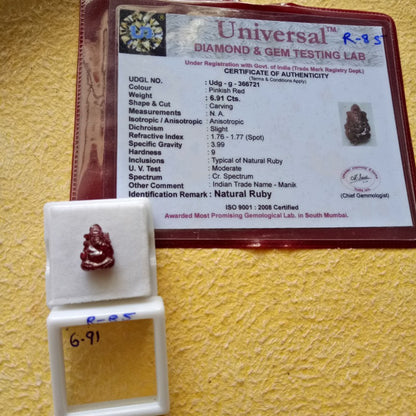 Universal™
R-85
DIAMOND & GEM TESTING LAB
Under Registration with Govt. of India (Trade Mark Registry Dept.)
CERTIFICATE OF AUTHENTICITY
(Terms & Conditions Apply)
UDGL NO. : Udg - g - 366721
Colour : Pinkish Red
Weight : 6.91 Cts.
Shape & Cut : Carving
Measurements : N. A.
Isotropic / Anisotropic : Anisotropic
Dichroism : Slight
Refractive Index : 1.76 - 1.77 (Spot)
Specific Gravity : 3.99
Hardness : 9
Inclusions : Typical of Natural Ruby
U. V. Test : Moderate
Spectrum : Cr. Spectrum
Other Comment : Indian Trade Name - Manik
Identification Remark : Natural Ruby
(Chief Gemmologist)
ISO 9001 : 2008 Certified
Awarded Most Promising Gemological Lab. in South Mumbai.
R-85
6.91